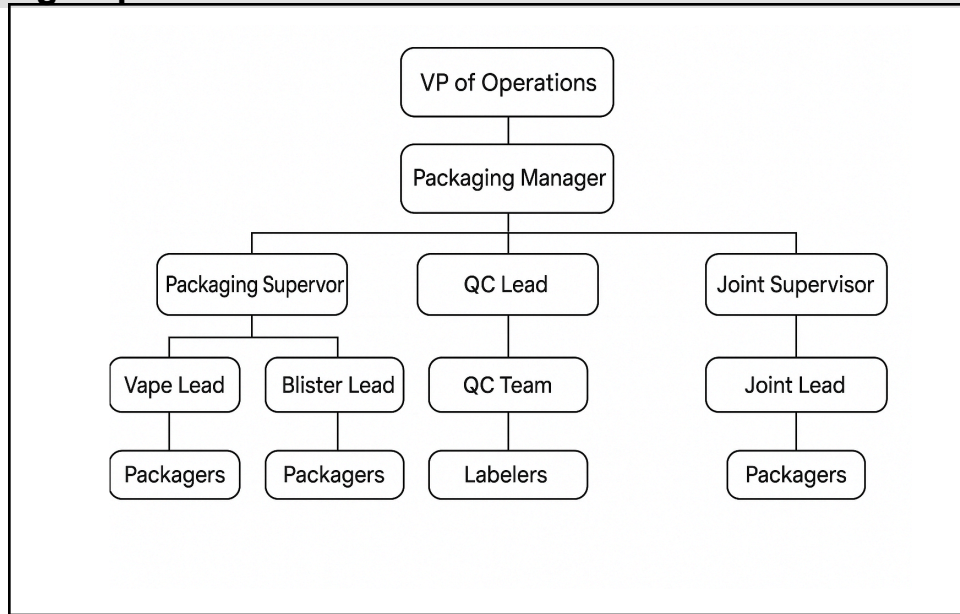 VP of Operations
Packaging Manager
Packaging Supervor
QC Lead
Joint Supervisor
Vape Lead
Blister Lead
QC Team
Joint Lead
Packagers
Packagers
Labelers
Packagers